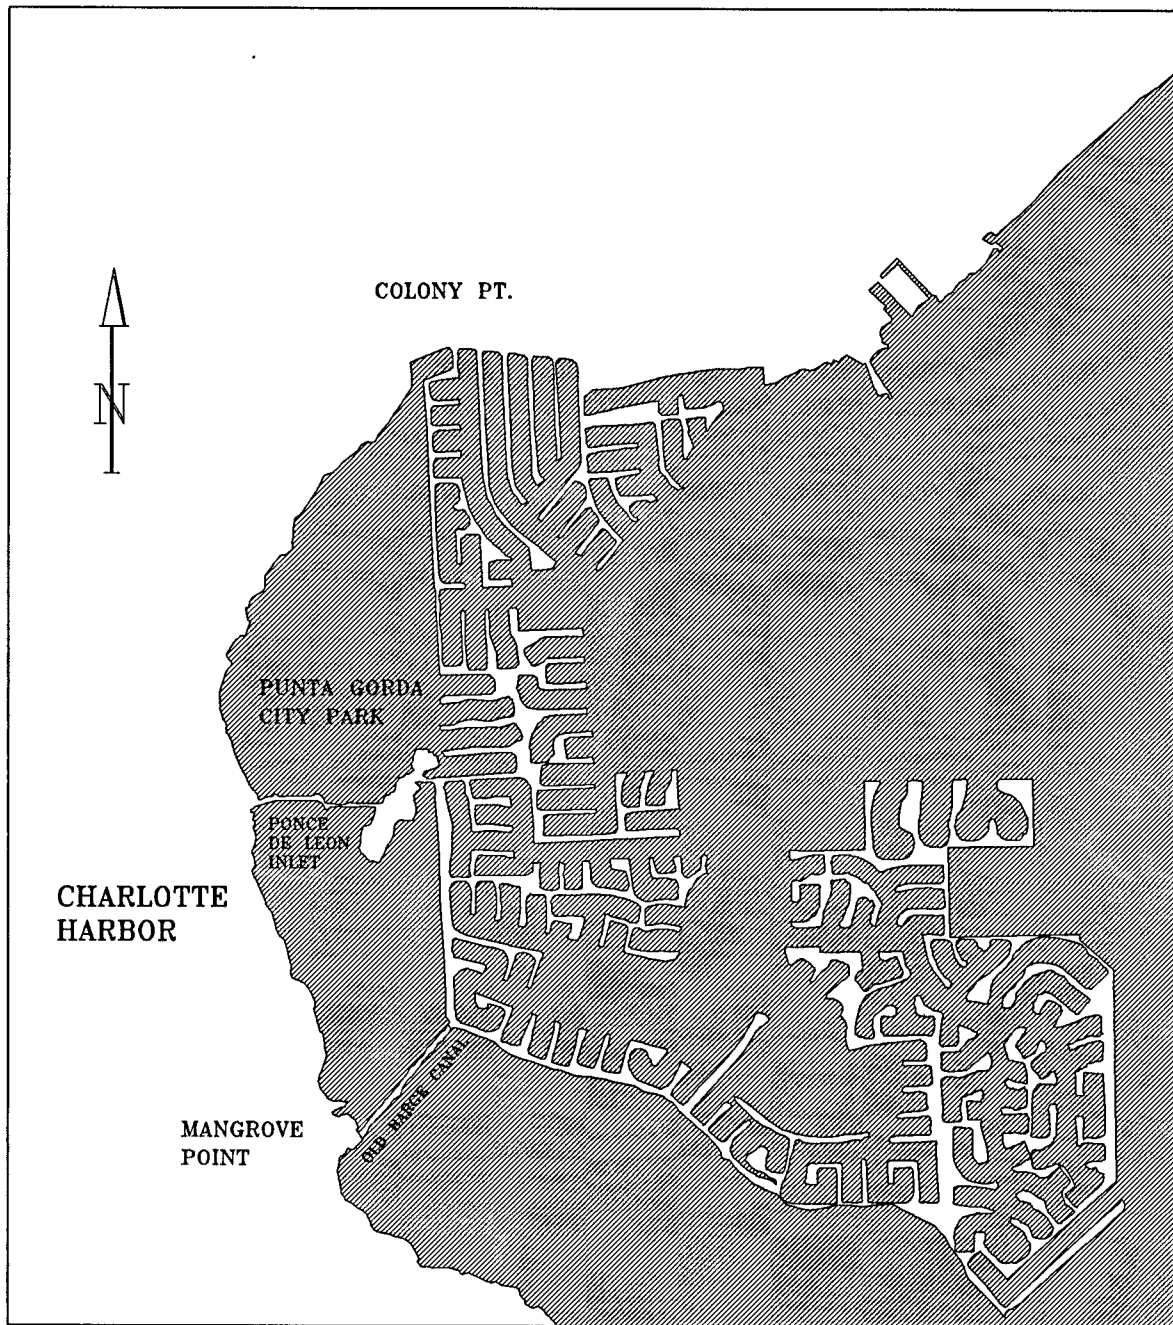 COLONY PT.
N
PUNTA GORDA
CITY PARK
PONCE
DE LEON
INLET
CHARLOTTE
HARBOR
OLD BARGE CANAL
MANGROVE
POINT